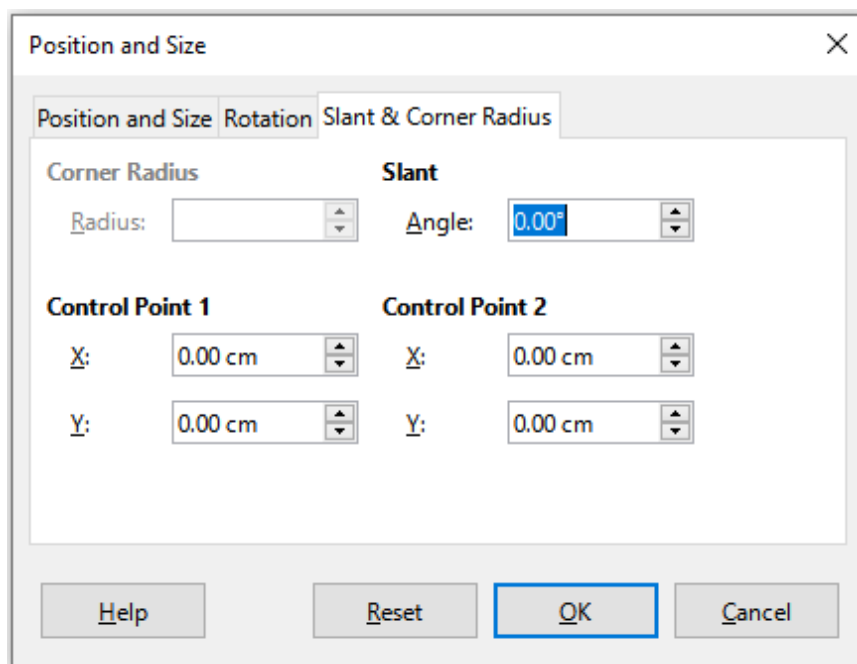 Position and Size
Position and Size Rotation Slant & Corner Radius
Corner Radius Slant
Radius: Angle: 0.00°
Control Point 1 Control Point 2
X: 0.00 cm X: 0.00 cm
Y: 0.00 cm Y: 0.00 cm
Help Reset OK Cancel